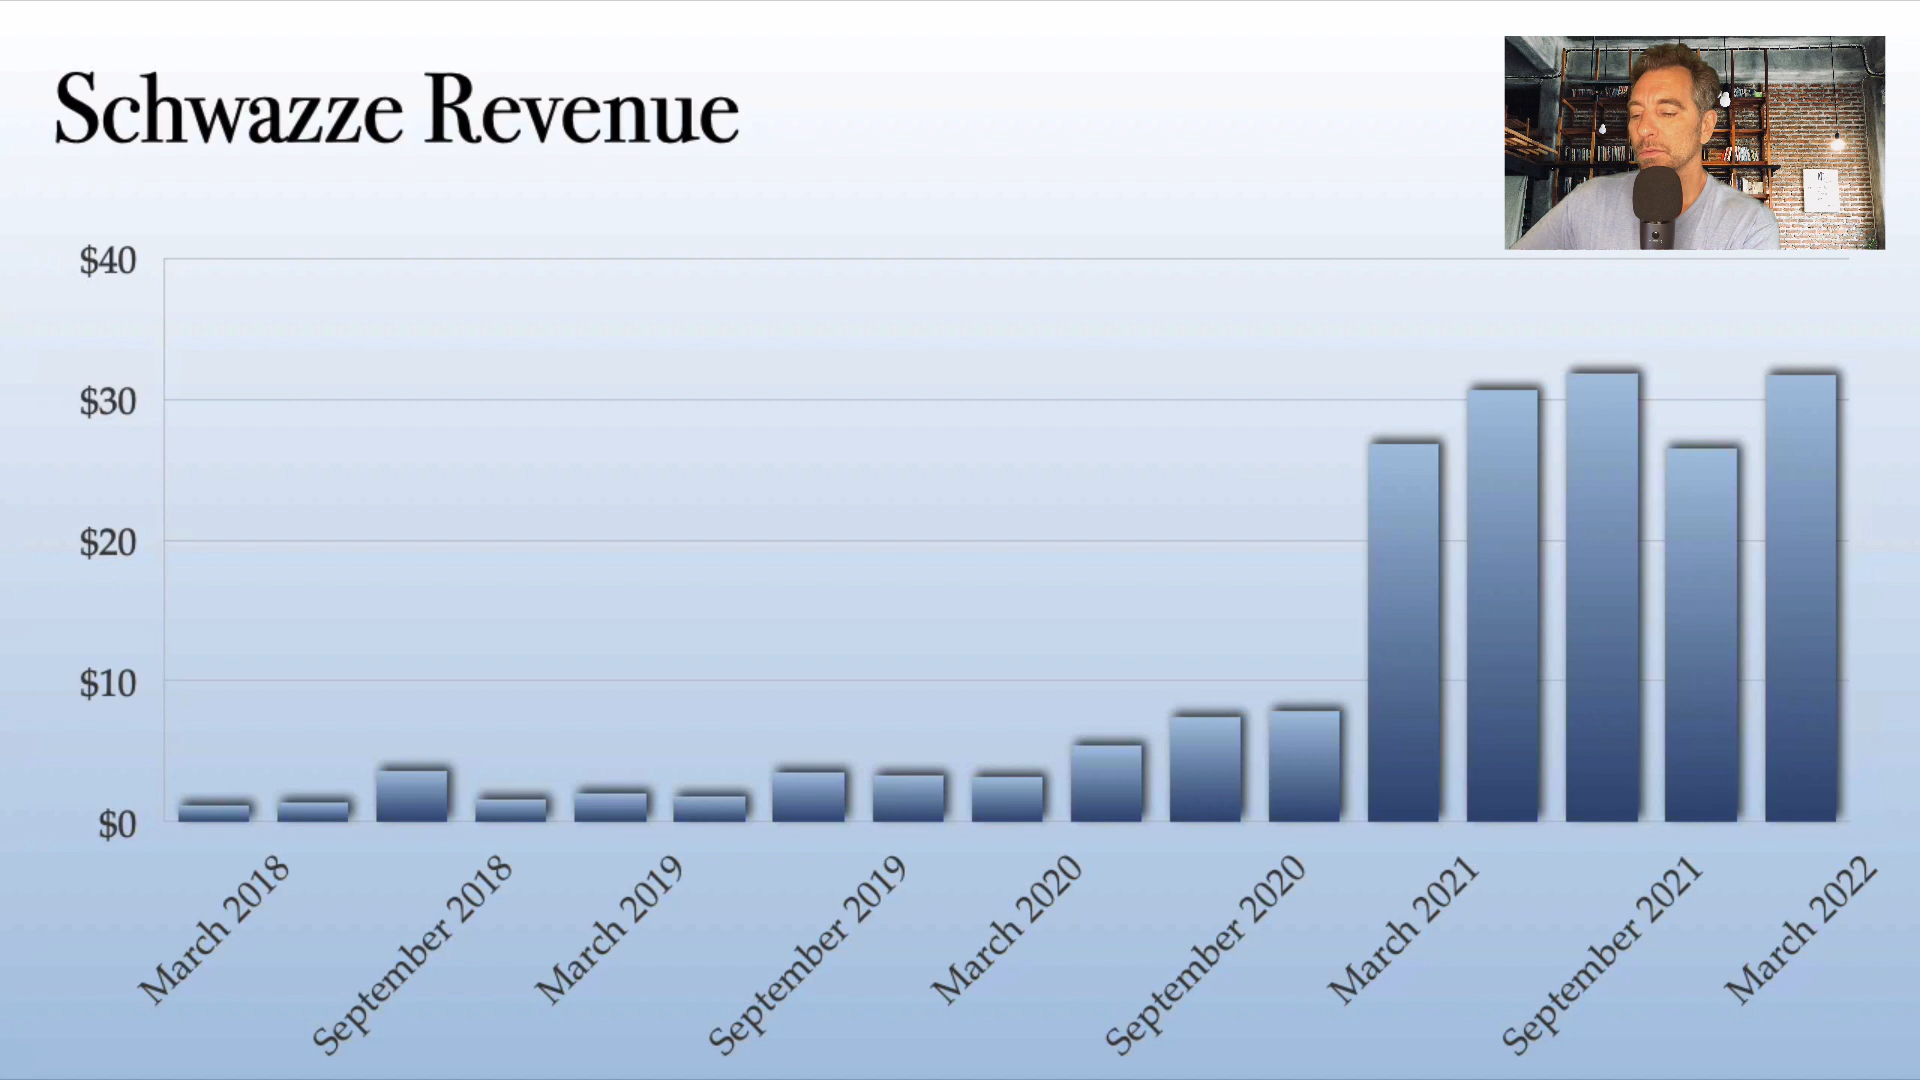 Schwazze Revenue
$40
$30
$20
$10
$0
March 2018
September 2018
March 2019
September 2019
March 2020
September 2020
March 2021
September 2021
March 2022